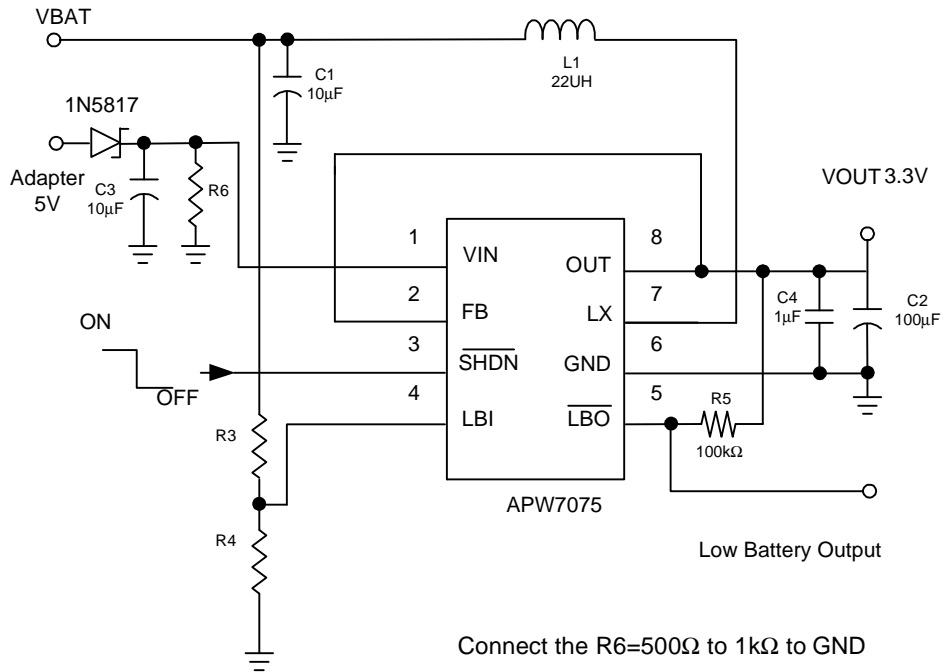 VBAT
L1
22UH
C1
10μF
1N5817
Adapter
5V
C3
10μF
R6
VOUT 3.3V
1
VIN
8
OUT
2
FB
7
LX
C4
1μF
C2
100μF
ON
OFF
3
SHDN
6
GND
4
LBI
5
LBO
R5
100kΩ
R3
R4
APW7075
Low Battery Output
Connect the R6=500Ω to 1kΩ to GND